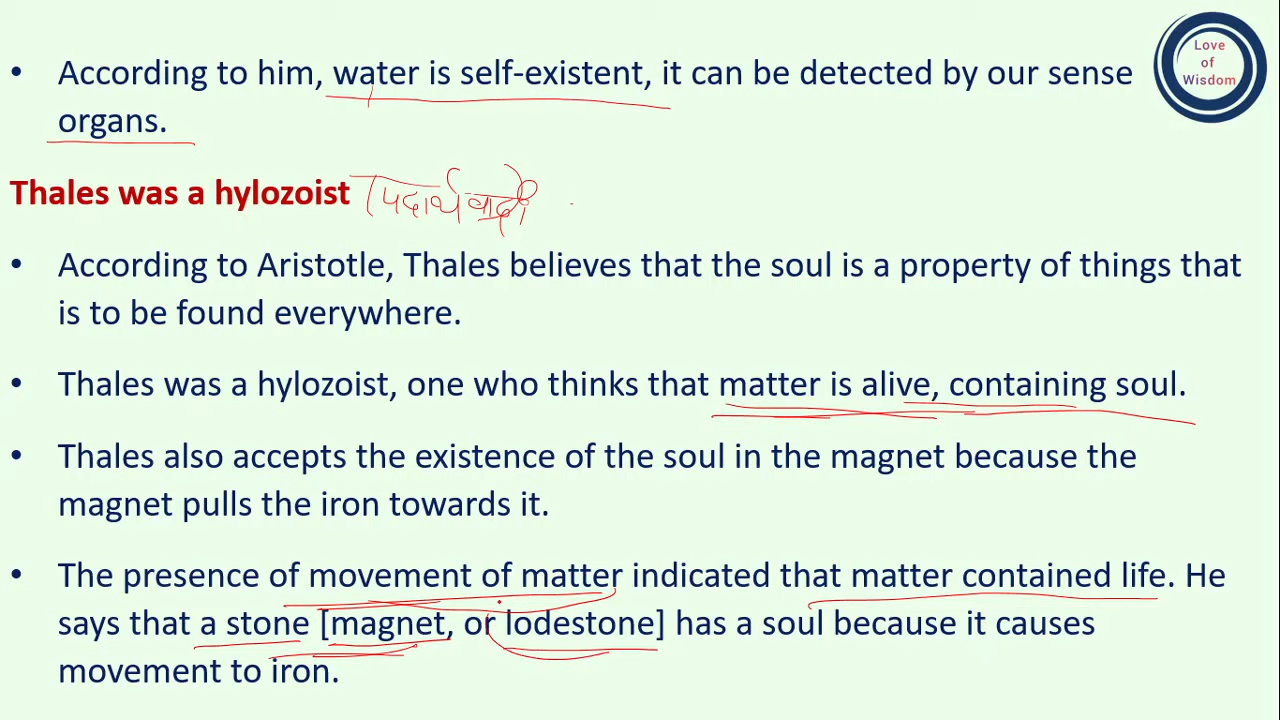 Love
of
Wisdom
• According to him, water is self-existent, it can be detected by our sense
organs.
Thales was a hylozoist पदार्थवादी
• According to Aristotle, Thales believes that the soul is a property of things that
is to be found everywhere.
• Thales was a hylozoist, one who thinks that matter is alive, containing soul.
• Thales also accepts the existence of the soul in the magnet because the
magnet pulls the iron towards it.
• The presence of movement of matter indicated that matter contained life. He
says that a stone [magnet, or lodestone] has a soul because it causes
movement to iron.